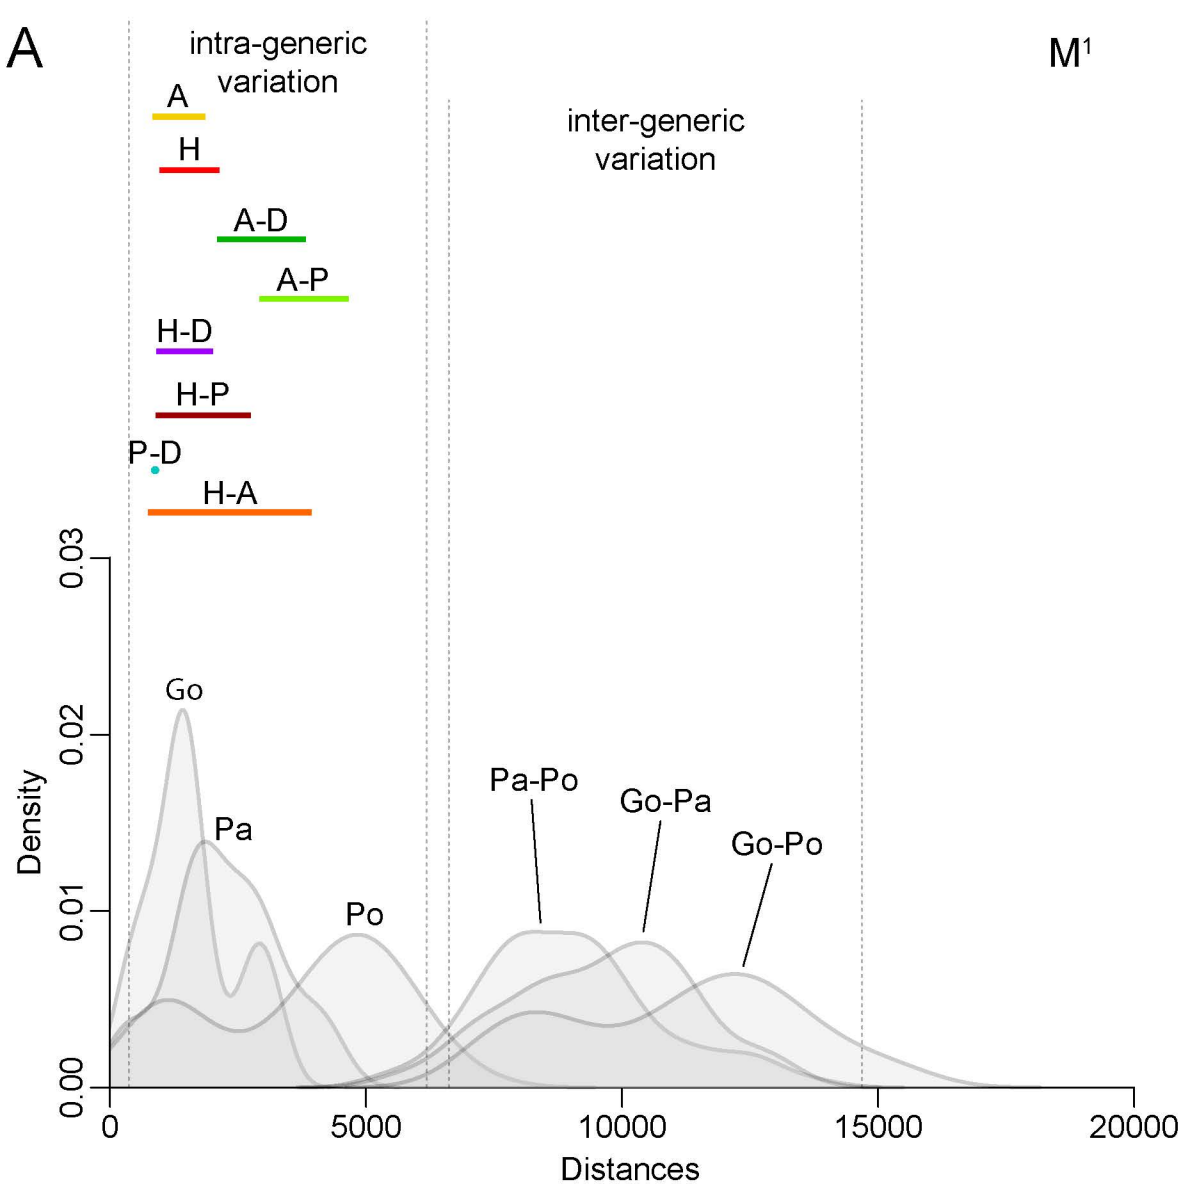 A
intra-generic
variation
M¹
inter-generic
variation
A
H
A-D
A-P
H-D
H-P
P-D
H-A
0.03
0.02
0.01
0.00
Density
Go
Pa
Po
Pa-Po
Go-Pa
Go-Po
0 5000 10000 15000 20000
Distances